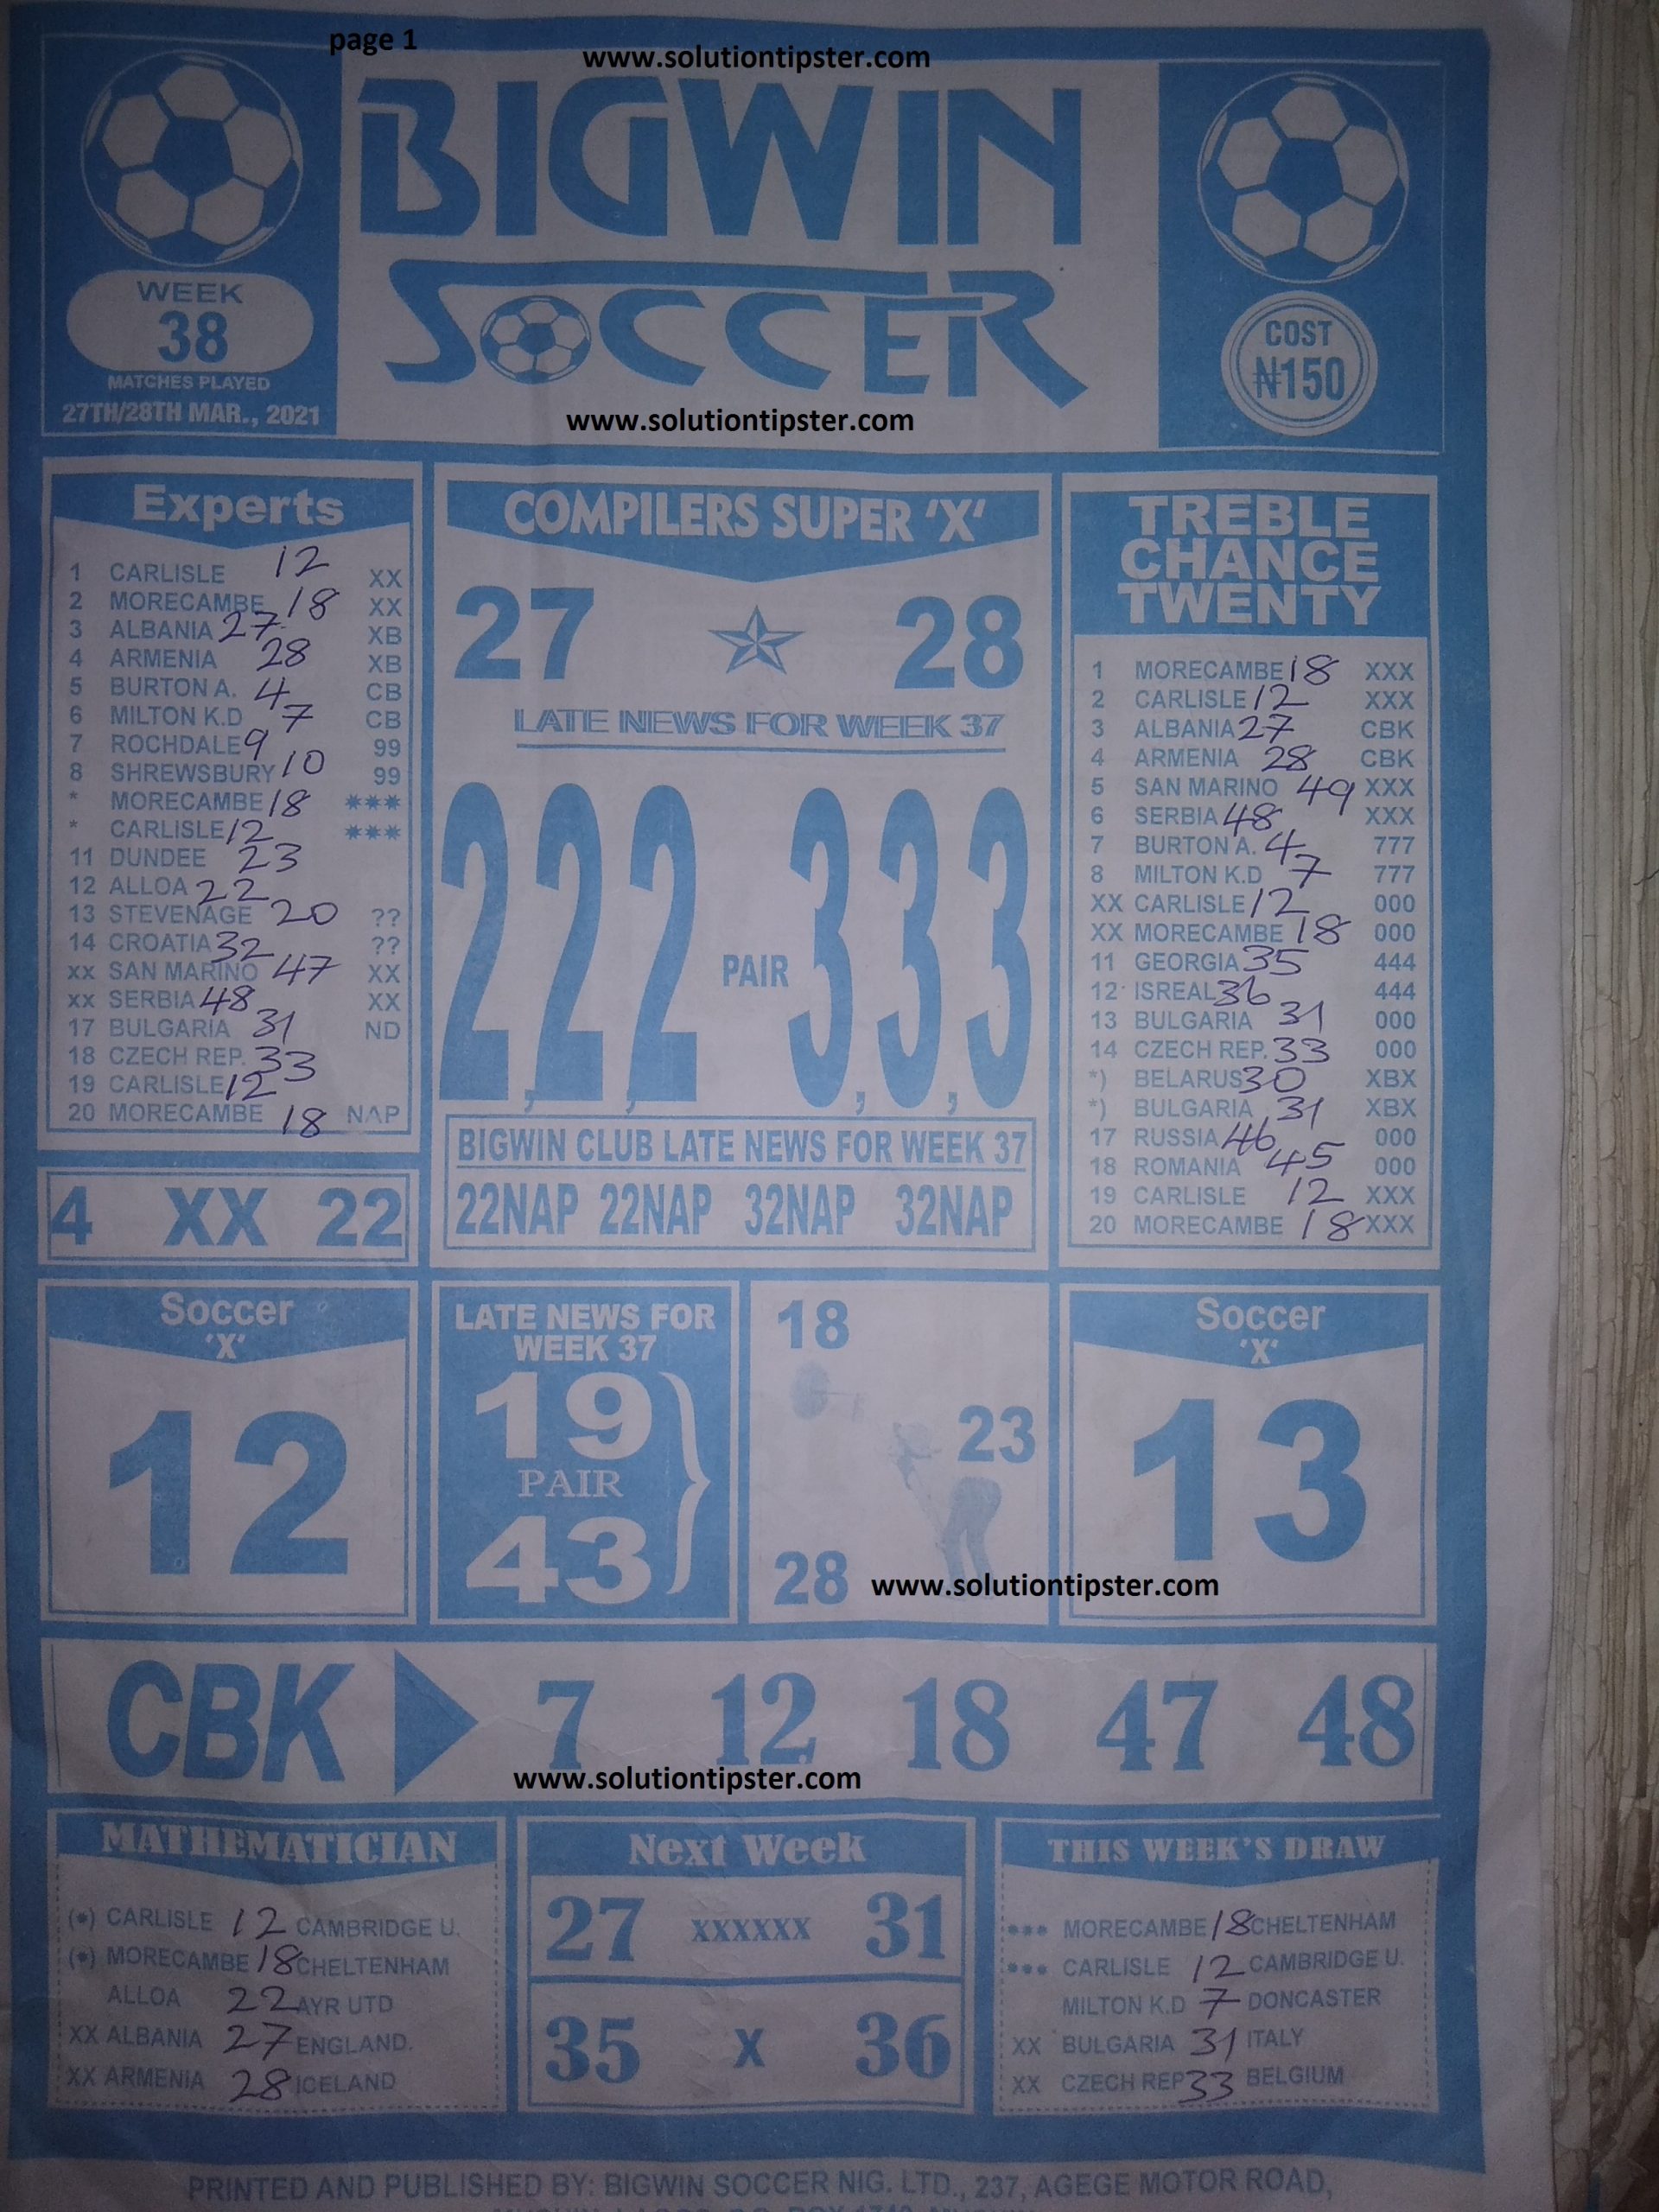 page 1
www.solutiontipster.com
BIGWIN
SOCCER
WEEK
38
MATCHES PLAYED
27TH/28TH MAR., 2021
COST
₦150
www.solutiontipster.com
Experts
1 CARLISLE 12 XX
2 MORECAMBE 18 XX
3 ALBANIA 27 XB
4 ARMENIA 28 XB
5 BURTON A. 4 CB
6 MILTON K.D 7 CB
7 ROCHDALE 9 99
8 SHREWSBURY 10 99
* MORECAMBE 18 ***
* CARLISLE 12 ***
11 DUNDEE 23
12 ALLOA 22
13 STEVENAGE 20 ??
14 CROATIA 32 ??
xx SAN MARINO 47 XX
xx SERBIA 48 XX
17 BULGARIA 31 ND
18 CZECH REP. 33
19 CARLISLE 12
20 MORECAMBE 18 NAP
4 XX 22
COMPILERS SUPER 'X'
27 28
LATE NEWS FOR WEEK 37
2,2,2 PAIR 3,3,3
BIGWIN CLUB LATE NEWS FOR WEEK 37
22NAP 22NAP 32NAP 32NAP
TREBLE
CHANCE
TWENTY
1 MORECAMBE 18 XXX
2 CARLISLE 12 XXX
3 ALBANIA 27 CBK
4 ARMENIA 28 CBK
5 SAN MARINO 49 XXX
6 SERBIA 48 XXX
7 BURTON A. 4 777
8 MILTON K.D 7 777
XX CARLISLE 12 000
XX MORECAMBE 18 000
11 GEORGIA 35 444
12 ISREAL 36 444
13 BULGARIA 31 000
14 CZECH REP. 33 000
*) BELARUS 30 XBX
*) BULGARIA 31 XBX
17 RUSSIA 46 000
18 ROMANIA 45 000
19 CARLISLE 12 XXX
20 MORECAMBE 18 XXX
Soccer
'X'
12
LATE NEWS FOR
WEEK 37
19
PAIR
43
18
23
28
www.solutiontipster.com
Soccer
'X'
13
CBK 7 12 18 47 48
www.solutiontipster.com
MATHEMATICIAN
(*) CARLISLE 12 CAMBRIDGE U.
(*) MORECAMBE 18 CHELTENHAM
ALLOA 22 AYR UTD
XX ALBANIA 27 ENGLAND.
XX ARMENIA 28 ICELAND
Next Week
27 XXXXXX 31
35 X 36
THIS WEEK'S DRAW
*** MORECAMBE 18 CHELTENHAM
*** CARLISLE 12 CAMBRIDGE U.
MILTON K.D 7 DONCASTER
XX BULGARIA 31 ITALY
XX CZECH REP 33 BELGIUM
PRINTED AND PUBLISHED BY: BIGWIN SOCCER NIG. LTD., 237, AGEGE MOTOR ROAD,